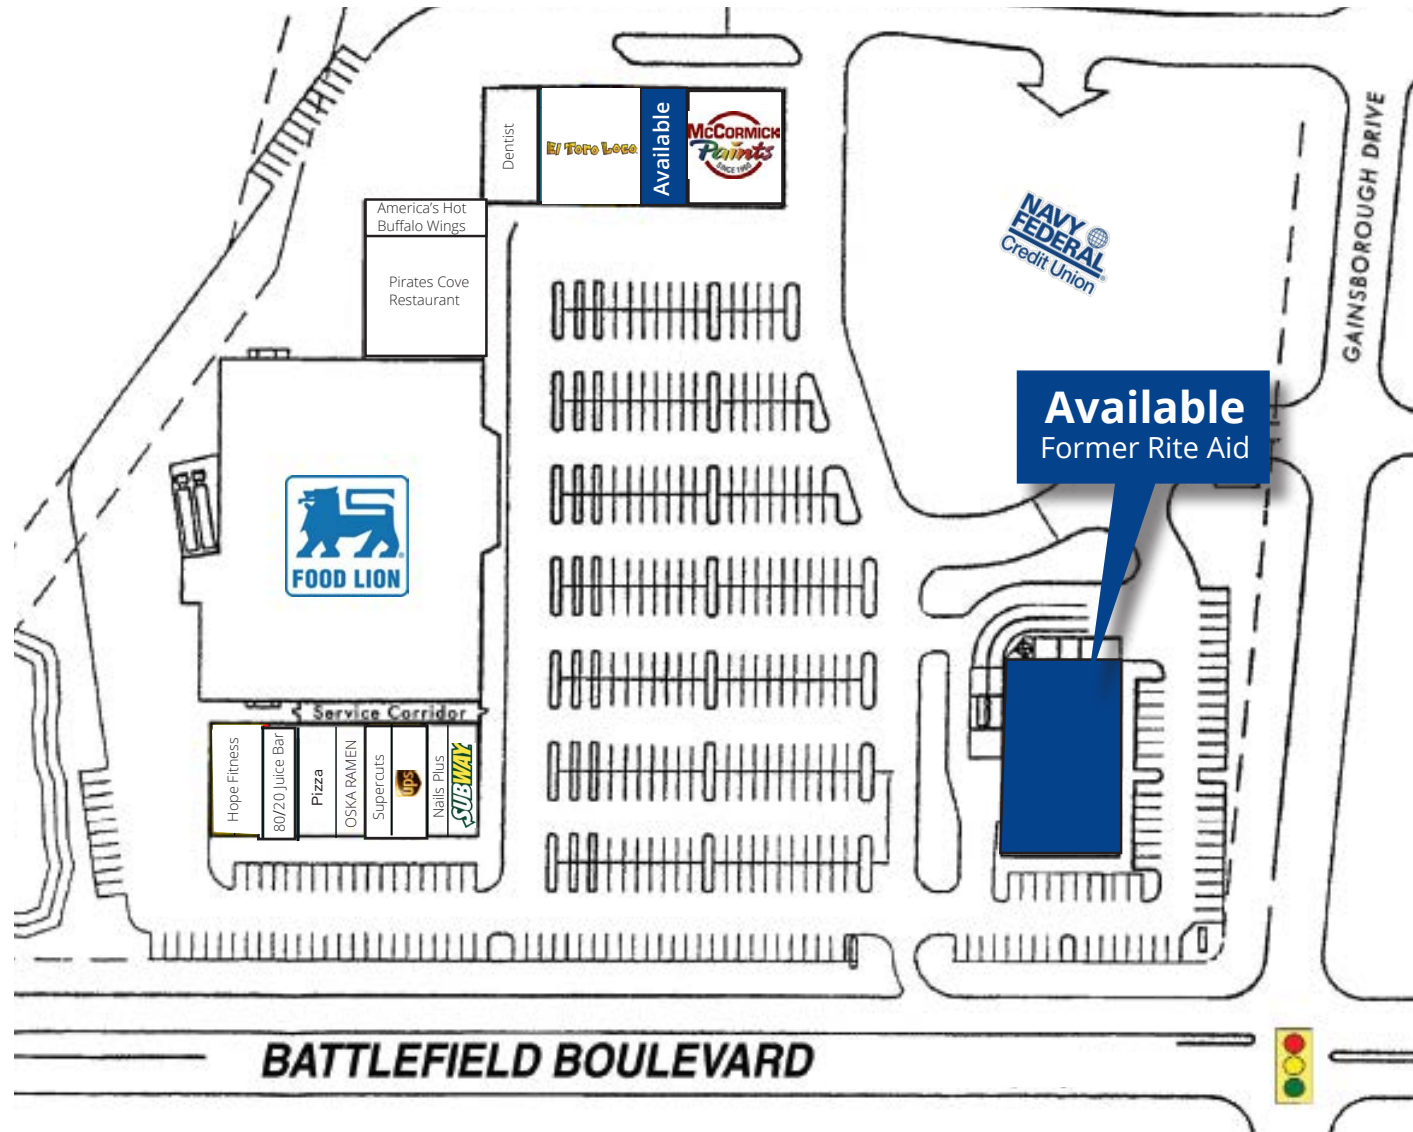 Dentist
El Toro Loco
Available
McCORMICK
Paints
SINCE 1960
America's Hot
Buffalo Wings
Pirates Cove
Restaurant
NAVY
FEDERAL
Credit Union
GAINSBOROUGH DRIVE
Available
Former Rite Aid
FOOD LION
Service Corridor
Hope Fitness
80/20 Juice Bar
Pizza
OSKA RAMEN
Supercuts
ups
Nails Plus
SUBWAY
BATTLEFIELD BOULEVARD